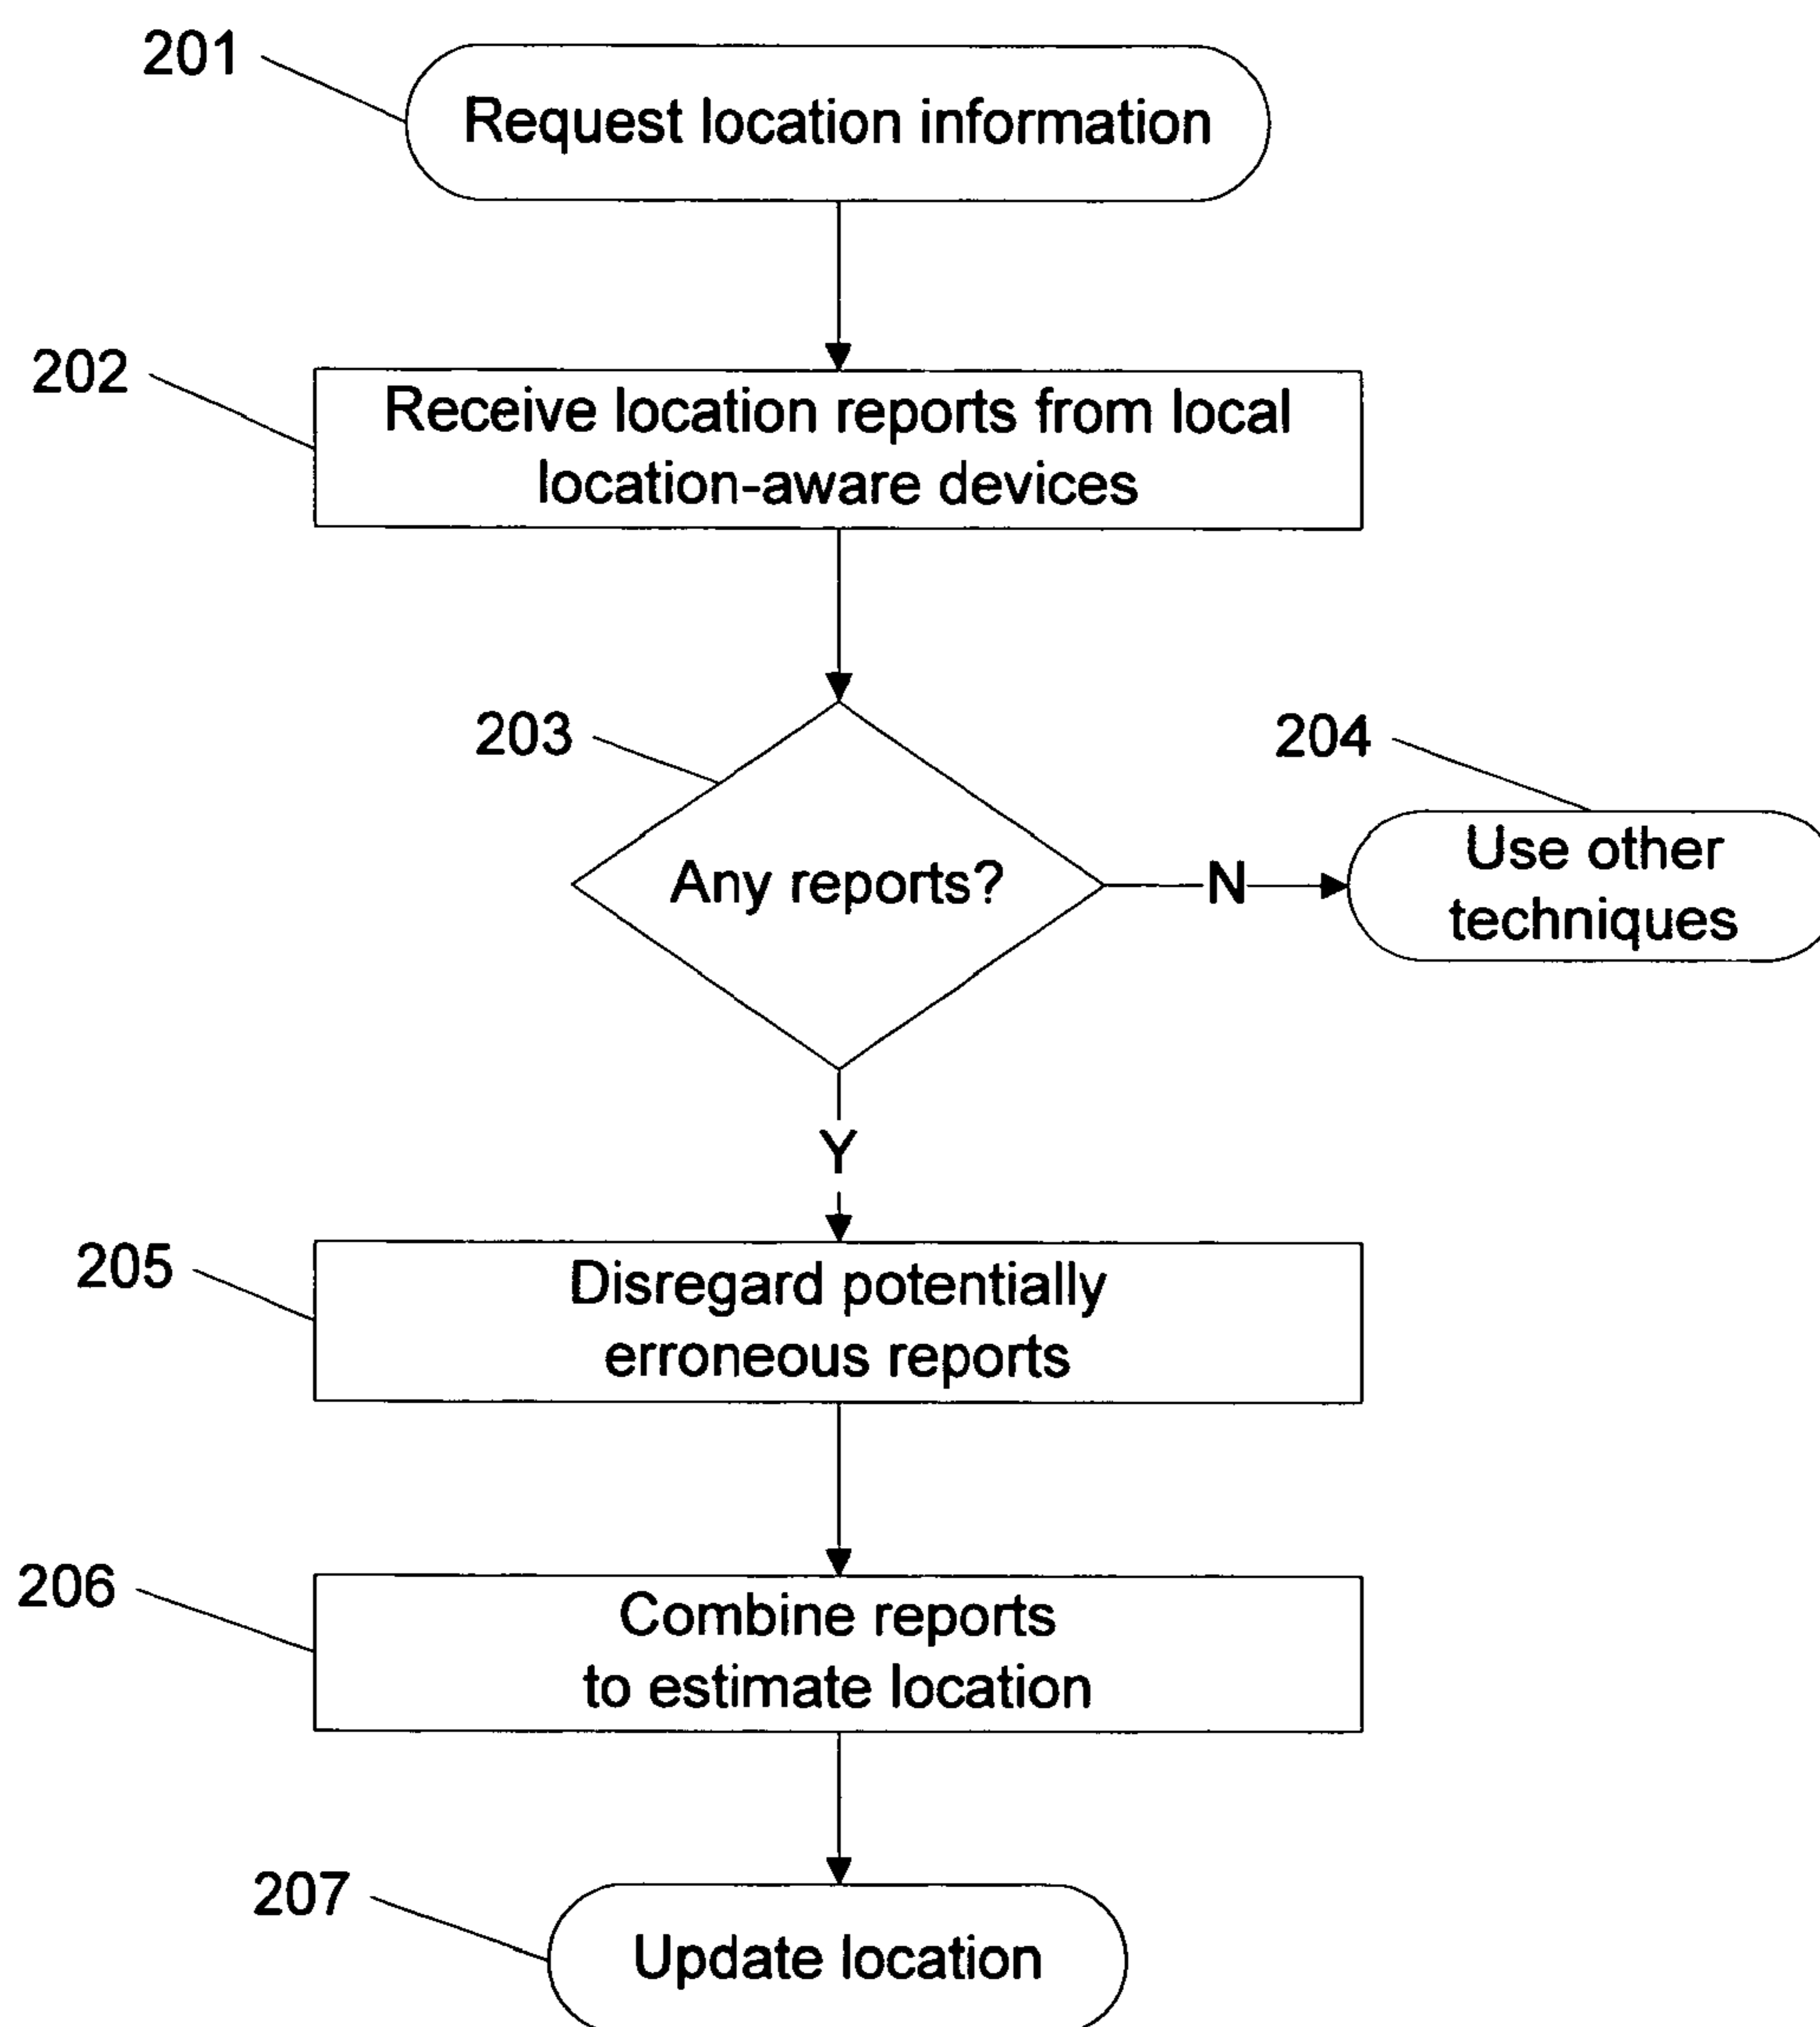 201
Request location information
202
Receive location reports from local
location-aware devices
203
204
Any reports?
N
Use other
techniques
Y
205
Disregard potentially
erroneous reports
206
Combine reports
to estimate location
207
Update location